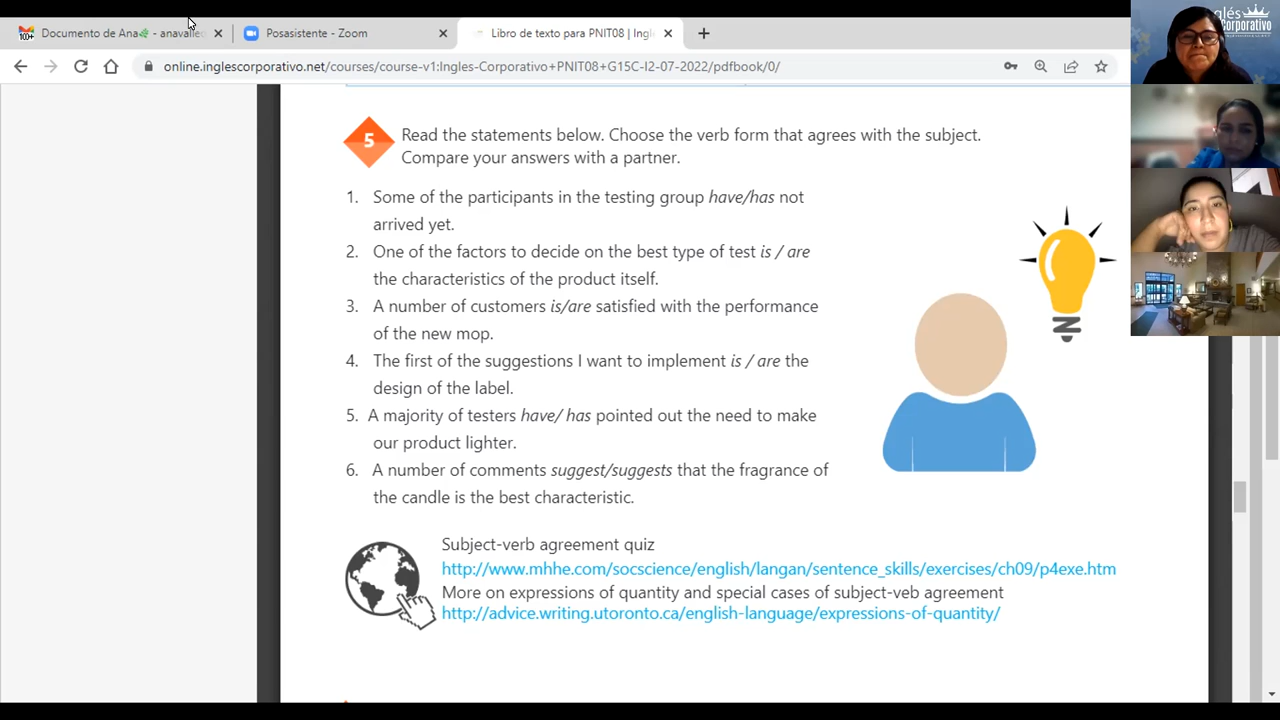 Documento de Ana - anavalle
Posasistente - Zoom
Libro de texto para PNIT08 | Ingl
online.inglescorporativo.net/courses/course-v1:Ingles-Corporativo+PNIT08+G15C-I2-07-2022/pdfbook/0/
glés
Corporativo
5
Read the statements below. Choose the verb form that agrees with the subject.
Compare your answers with a partner.
1. Some of the participants in the testing group have/has not
arrived yet.
2. One of the factors to decide on the best type of test is / are
the characteristics of the product itself.
3. A number of customers is/are satisfied with the performance
of the new mop.
4. The first of the suggestions I want to implement is / are the
design of the label.
5. A majority of testers have/ has pointed out the need to make
our product lighter.
6. A number of comments suggest/suggests that the fragrance of
the candle is the best characteristic.
Subject-verb agreement quiz
http://www.mhhe.com/socscience/english/langan/sentence_skills/exercises/ch09/p4exe.htm
More on expressions of quantity and special cases of subject-veb agreement
http://advice.writing.utoronto.ca/english-language/expressions-of-quantity/